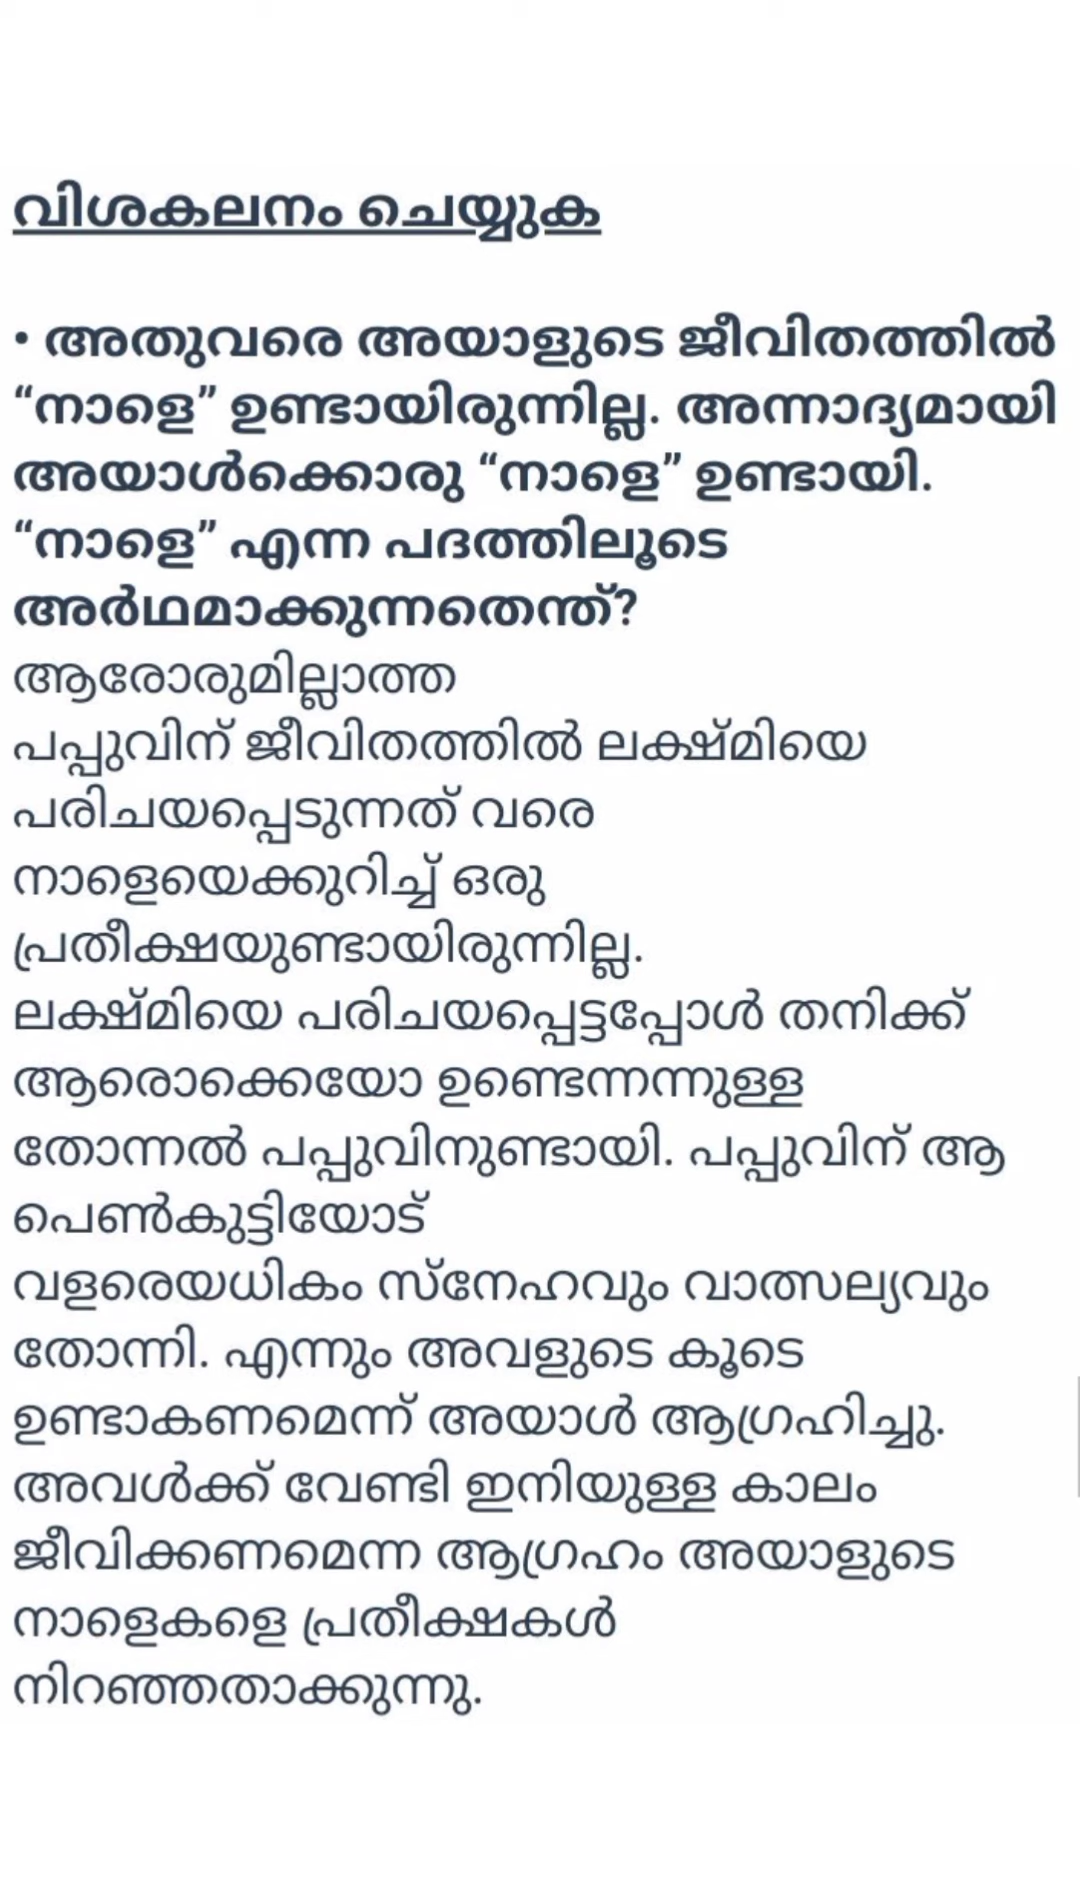 വിശകലനം ചെയ്യുക
• അതുവരെ അയാളുടെ ജീവിതത്തിൽ
“നാളെ” ഉണ്ടായിരുന്നില്ല. അന്നാദ്യമായി
അയാൾക്കൊരു “നാളെ” ഉണ്ടായി.
“നാളെ” എന്ന പദത്തിലൂടെ
അർഥമാക്കുന്നതെന്ത്?
ആരോരുമില്ലാത്ത
പപ്പുവിന് ജീവിതത്തിൽ ലക്ഷ്മിയെ
പരിചയപ്പെടുന്നത് വരെ
നാളെയെക്കുറിച്ച് ഒരു
പ്രതീക്ഷയുണ്ടായിരുന്നില്ല.
ലക്ഷ്മിയെ പരിചയപ്പെട്ടപ്പോൾ തനിക്ക്
ആരൊക്കെയോ ഉണ്ടെന്നന്നുള്ള
തോന്നൽ പപ്പുവിനുണ്ടായി. പപ്പുവിന് ആ
പെൺകുട്ടിയോട്
വളരെയധികം സ്നേഹവും വാത്സല്യവും
തോന്നി. എന്നും അവളുടെ കൂടെ
ഉണ്ടാകണമെന്ന് അയാൾ ആഗ്രഹിച്ചു.
അവൾക്ക് വേണ്ടി ഇനിയുള്ള കാലം
ജീവിക്കണമെന്ന ആഗ്രഹം അയാളുടെ
നാളെകളെ പ്രതീക്ഷകൾ
നിറഞ്ഞതാക്കുന്നു.